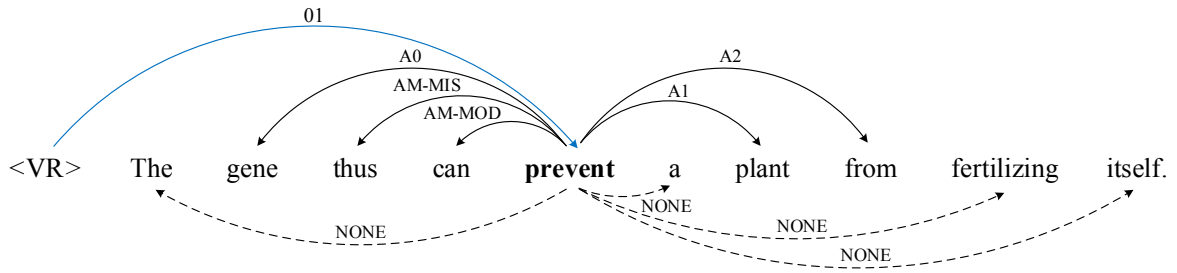 01
A0
A2
AM-MIS
A1
AM-MOD
<VR> The gene thus can prevent a plant from fertilizing itself.
NONE
NONE
NONE
NONE